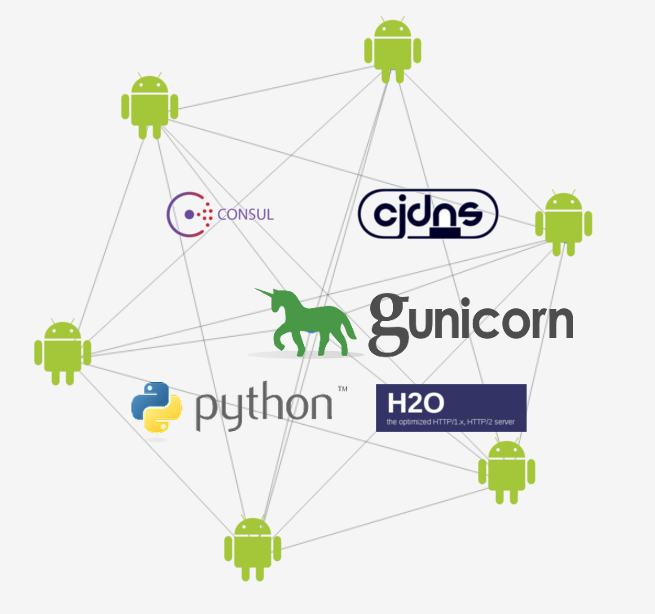 CONSUL
cjdns
gunicorn
python™
H2O
the optimized HTTP/1.x, HTTP/2 server